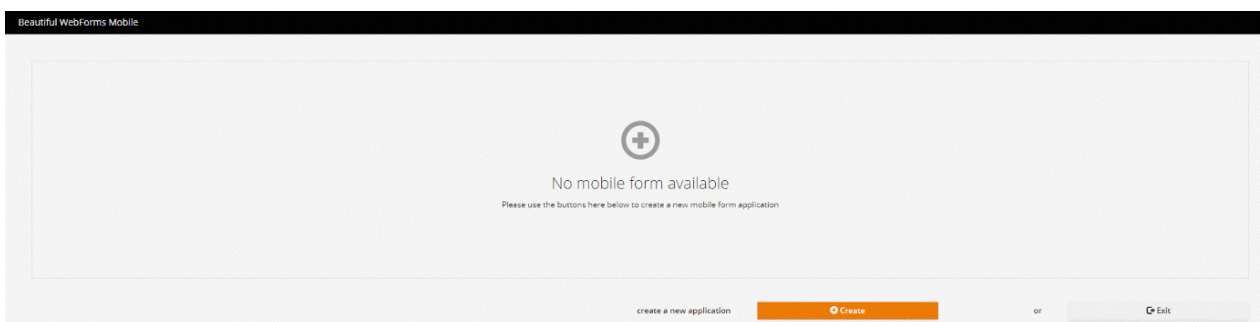 Beautiful WebForms Mobile
No mobile form available
Please use the buttons here below to create a new mobile form application
create a new application Create or Exit